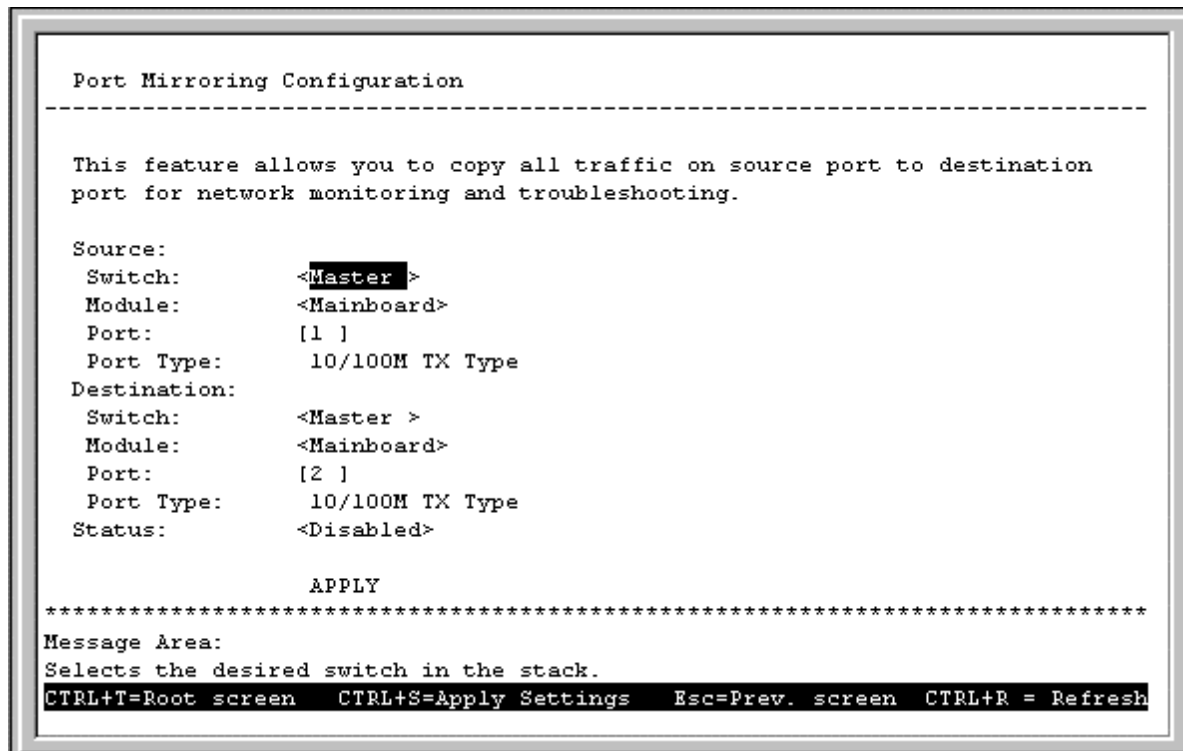 Port Mirroring Configuration
-------------------------------------------------------------------------------
This feature allows you to copy all traffic on source port to destination
port for network monitoring and troubleshooting.
Source:
Switch: <Master >
Module: <Mainboard>
Port: [1 ]
Port Type: 10/100M TX Type
Destination:
Switch: <Master >
Module: <Mainboard>
Port: [2 ]
Port Type: 10/100M TX Type
Status: <Disabled>
APPLY
*******************************************************************************
Message Area:
Selects the desired switch in the stack.
CTRL+T=Root screen CTRL+S=Apply Settings Esc=Prev. screen CTRL+R = Refresh